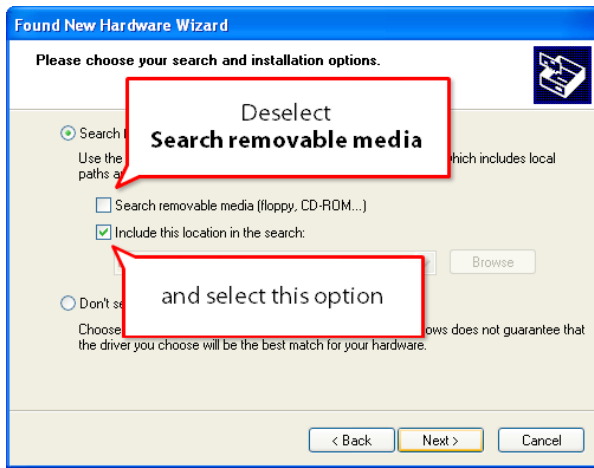 Found New Hardware Wizard
Please choose your search and installation options.
Deselect
Search removable media
Search
Use the
hich includes local
paths
Search removable media (floppy, CD-ROM...)
Include this location in the search:
Browse
and select this option
Don't se
Choose
ows does not guarantee that
the driver you choose will be the best match for your hardware.
< Back
Next >
Cancel